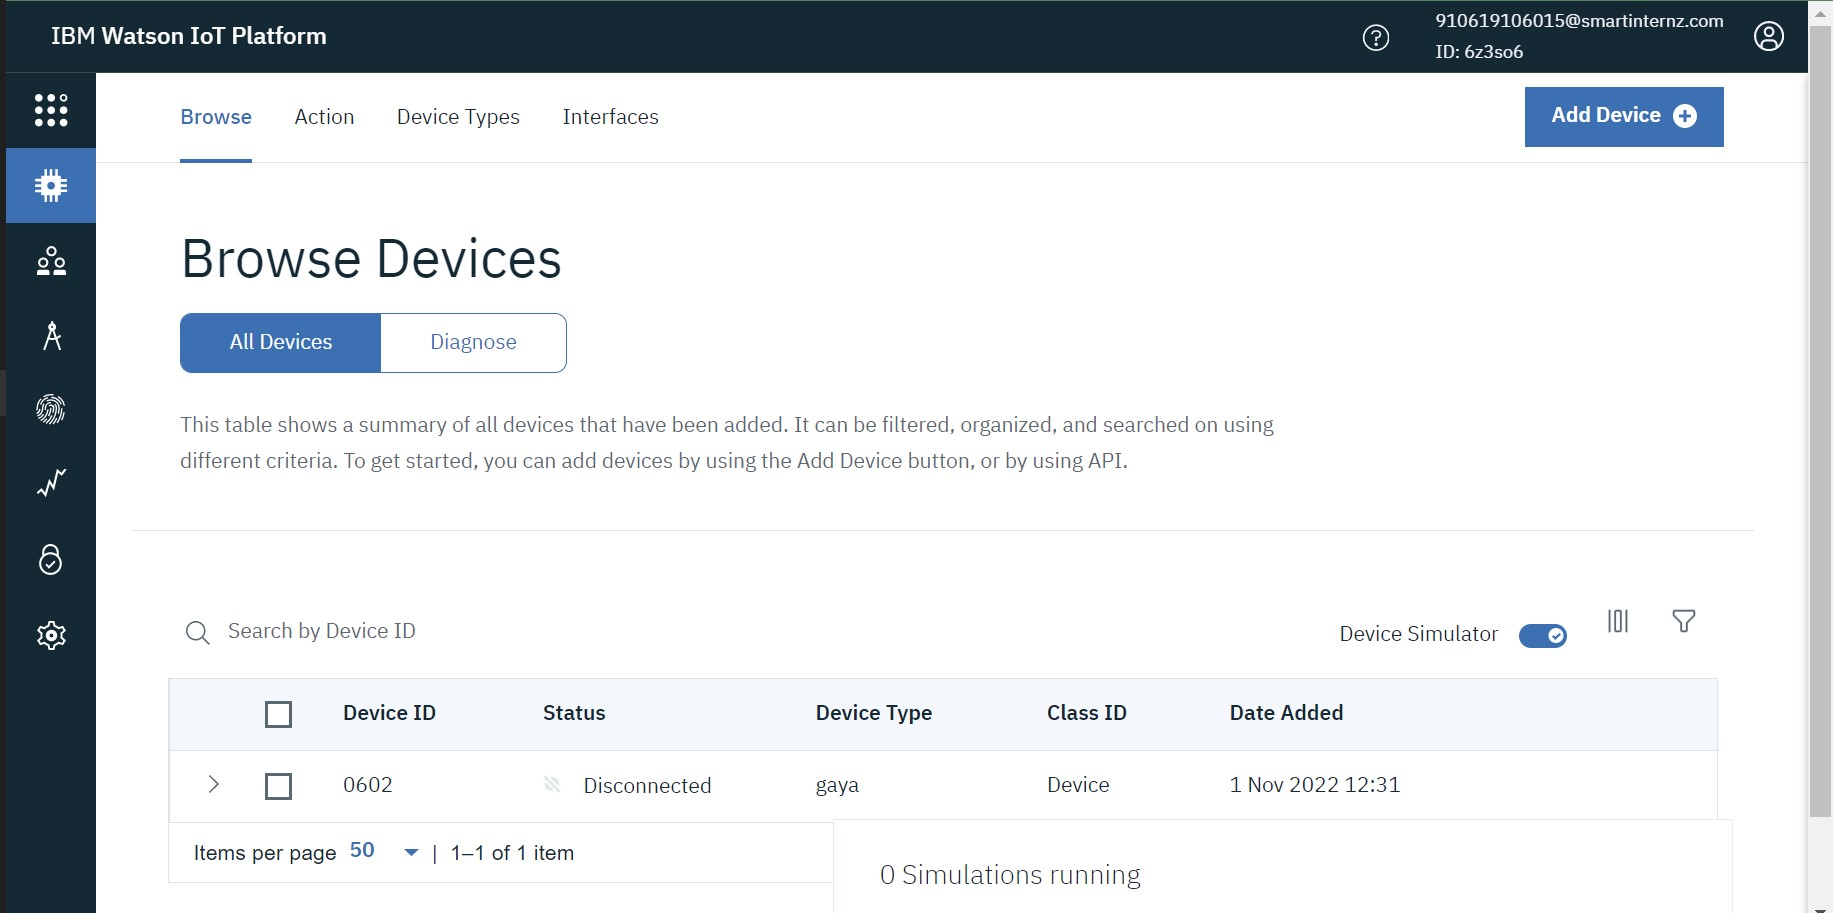 IBM Watson IoT Platform
910619106015@smartinternz.com
ID: 6z3so6
Browse Action Device Types Interfaces
Add Device
Browse Devices
All Devices Diagnose
This table shows a summary of all devices that have been added. It can be filtered, organized, and searched on using
different criteria. To get started, you can add devices by using the Add Device button, or by using API.
Search by Device ID
Device Simulator
Device ID Status Device Type Class ID Date Added
0602 Disconnected gaya Device 1 Nov 2022 12:31
Items per page 50 | 1–1 of 1 item
0 Simulations running